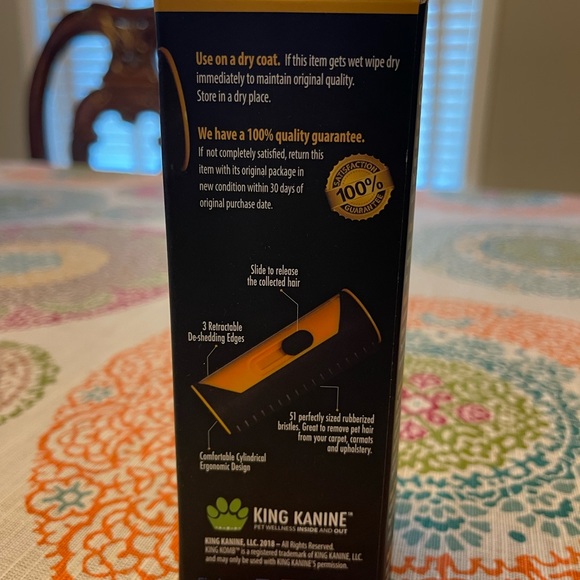 Use on a dry coat. If this item gets wet wipe dry
immediately to maintain original quality.
Store in a dry place.
We have a 100% quality guarantee.
If not completely satisfied, return this
item with its original package in
new condition within 30 days of
original purchase date.
SATISFACTION
100%
GUARANTEE
Slide to release
the collected hair
3 Retractable
De-shedding Edges
51 perfectly sized rubberized
bristles. Great to remove pet hair
from your carpet, carmats
and upholstery.
Comfortable Cylindrical
Ergonomic Design
KING KANINE™
PET WELLNESS INSIDE AND OUT
KING KANINE, LLC. 2018 – All Rights Reserved.
KING KOMB™ is a registered trademark of KING KANINE, LLC.
and may only be used with KING KANINE'S permission.